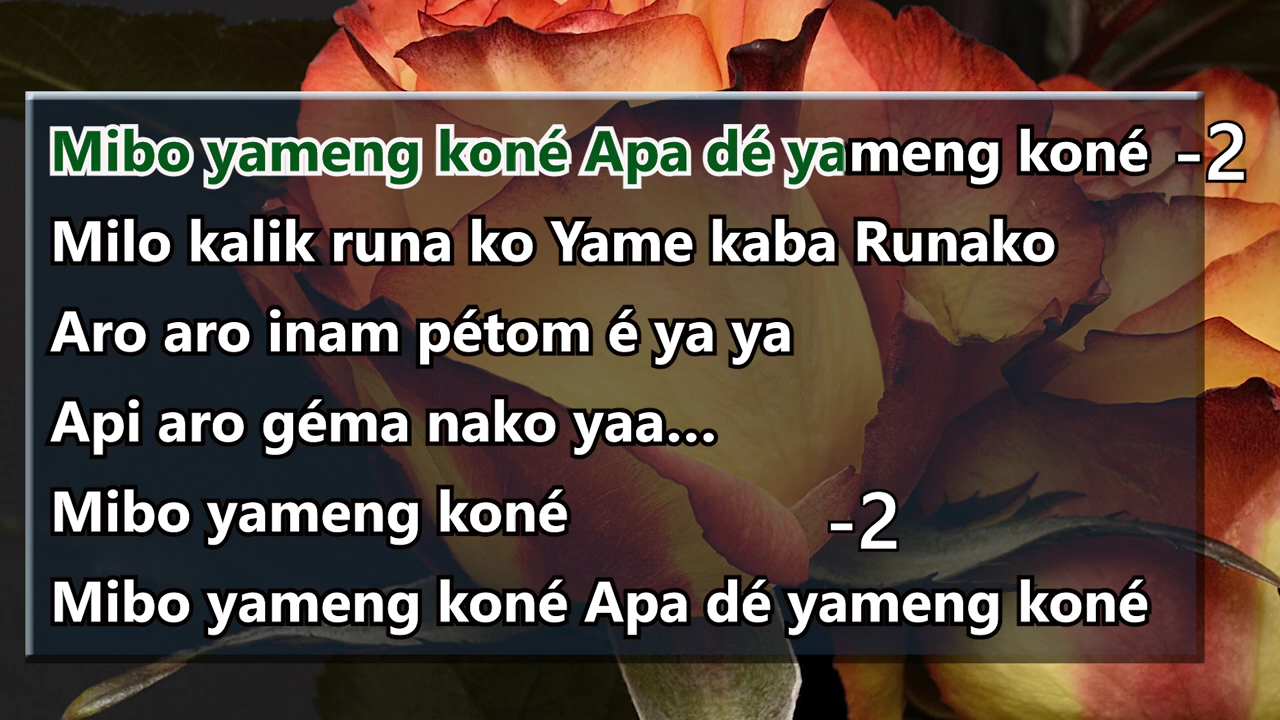 Mibo yameng koné Apa dé yameng koné -2
Milo kalik runa ko Yame kaba Runako
Aro aro inam pétom é ya ya
Api aro géma nako yaa...
Mibo yameng koné -2
Mibo yameng koné Apa dé yameng koné